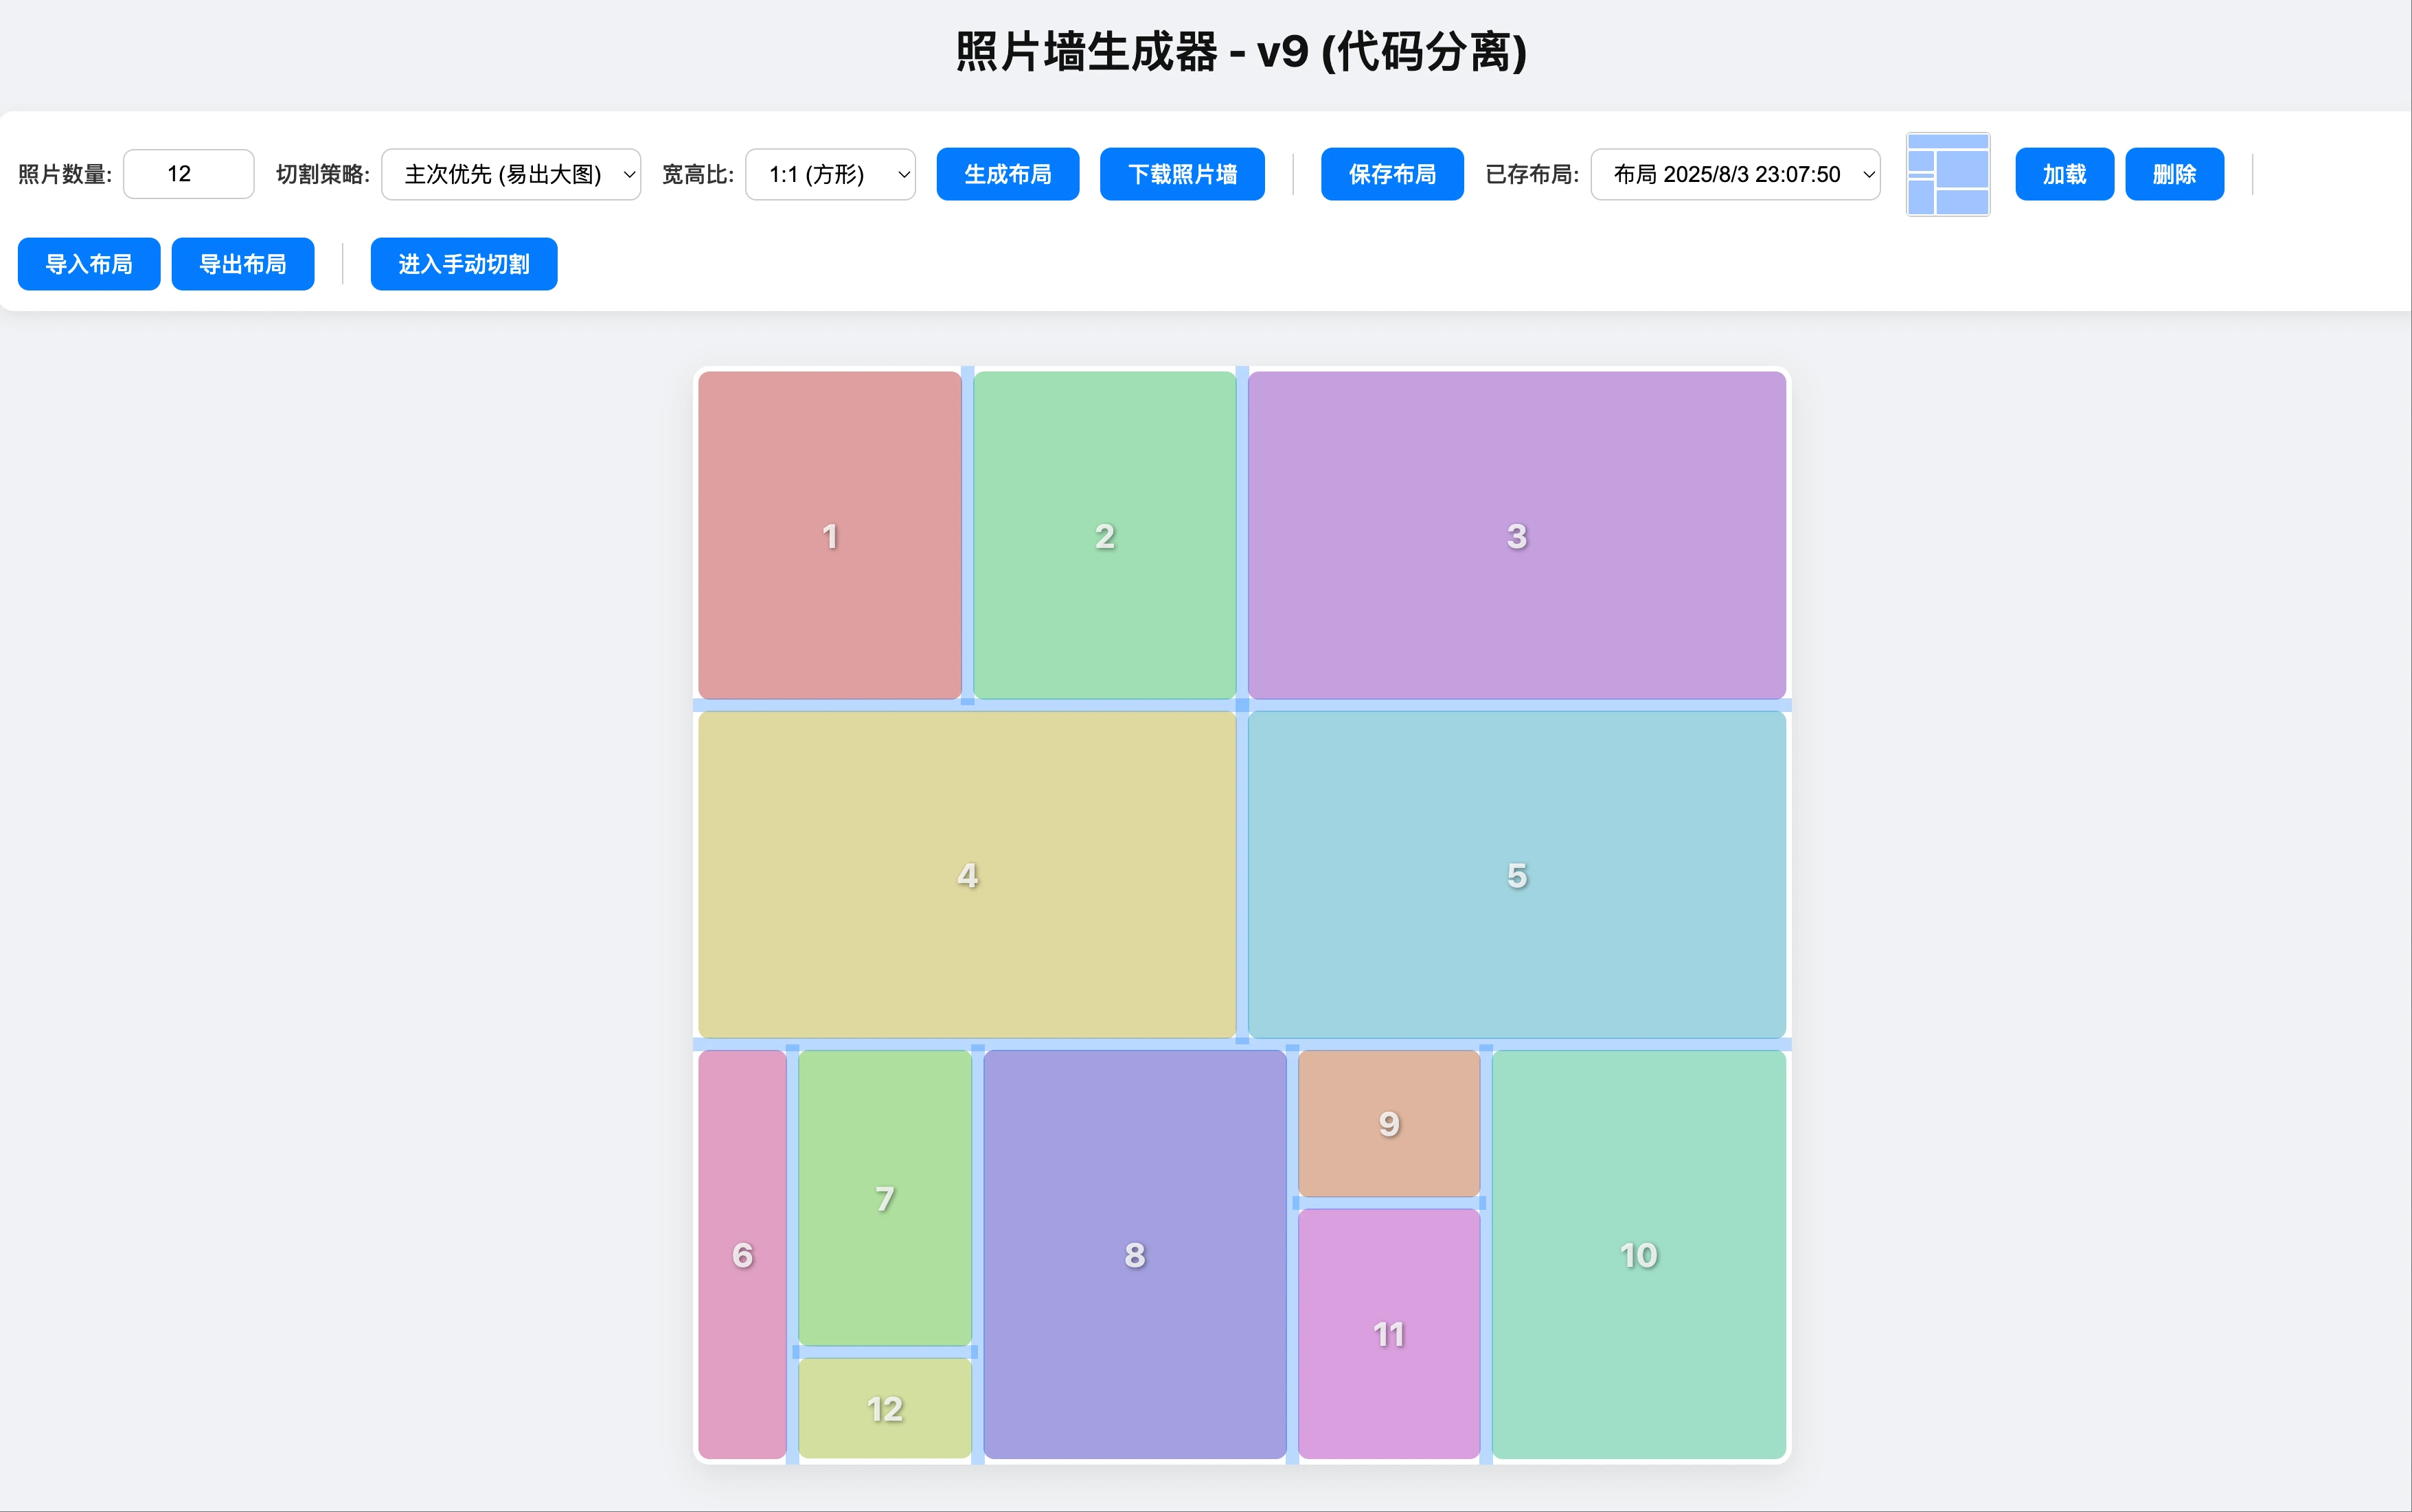 照片墙生成器 - v9 (代码分离)
照片数量: 12 切割策略: 主次优先 (易出大图) 宽高比: 1:1 (方形) 生成布局 下载照片墙 保存布局 已存布局: 布局 2025/8/3 23:07:50 加载 删除
导入布局 导出布局 进入手动切割
1 2 3
4 5
6 7 8 9 10
11
12